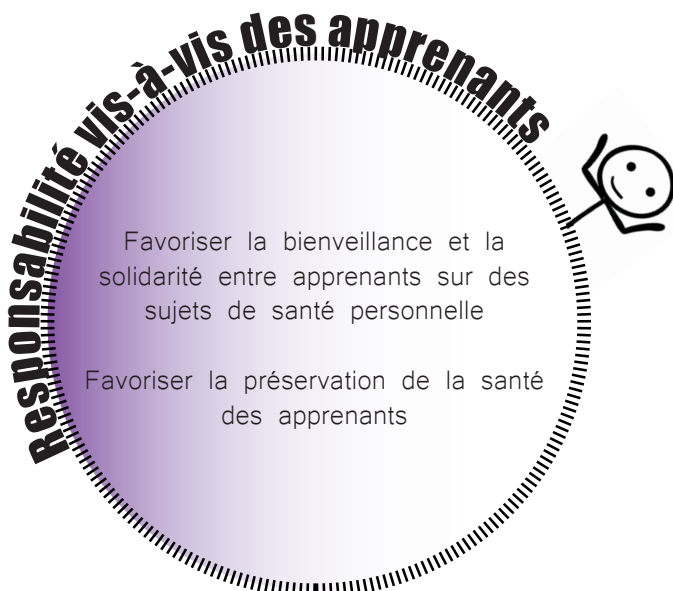 Responsabilité vis-à-vis des apprenants
Favoriser la bienveillance et la
solidarité entre apprenants sur des
sujets de santé personnelle
Favoriser la préservation de la santé
des apprenants